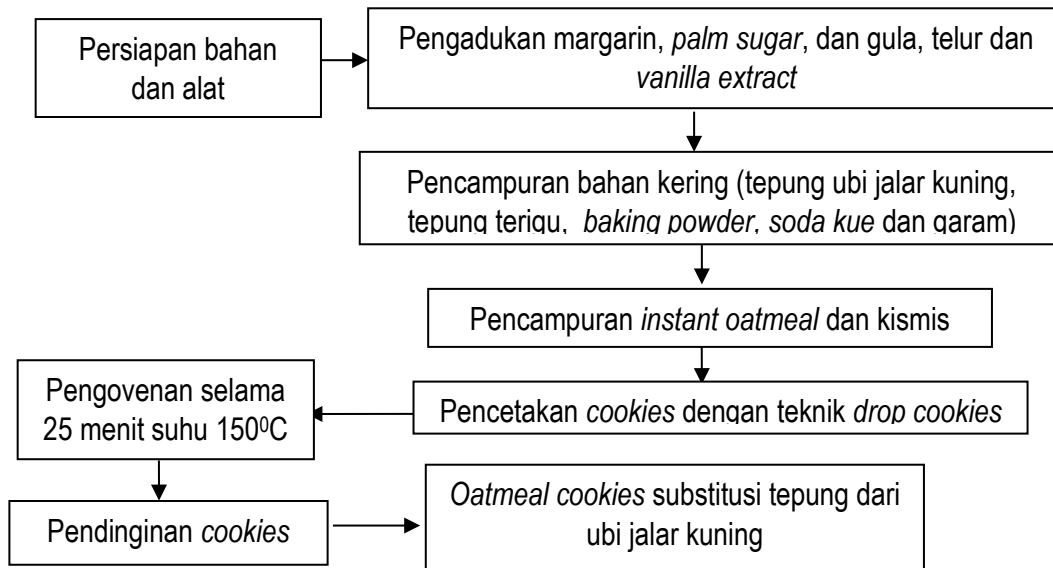 Persiapan bahan
dan alat
Pengadukan margarin, palm sugar, dan gula, telur dan
vanilla extract
Pencampuran bahan kering (tepung ubi jalar kuning,
tepung terigu, baking powder, soda kue dan garam)
Pencampuran instant oatmeal dan kismis
Pencetakan cookies dengan teknik drop cookies
Pengovenan selama
25 menit suhu 150⁰C
Pendinginan cookies
Oatmeal cookies substitusi tepung dari
ubi jalar kuning